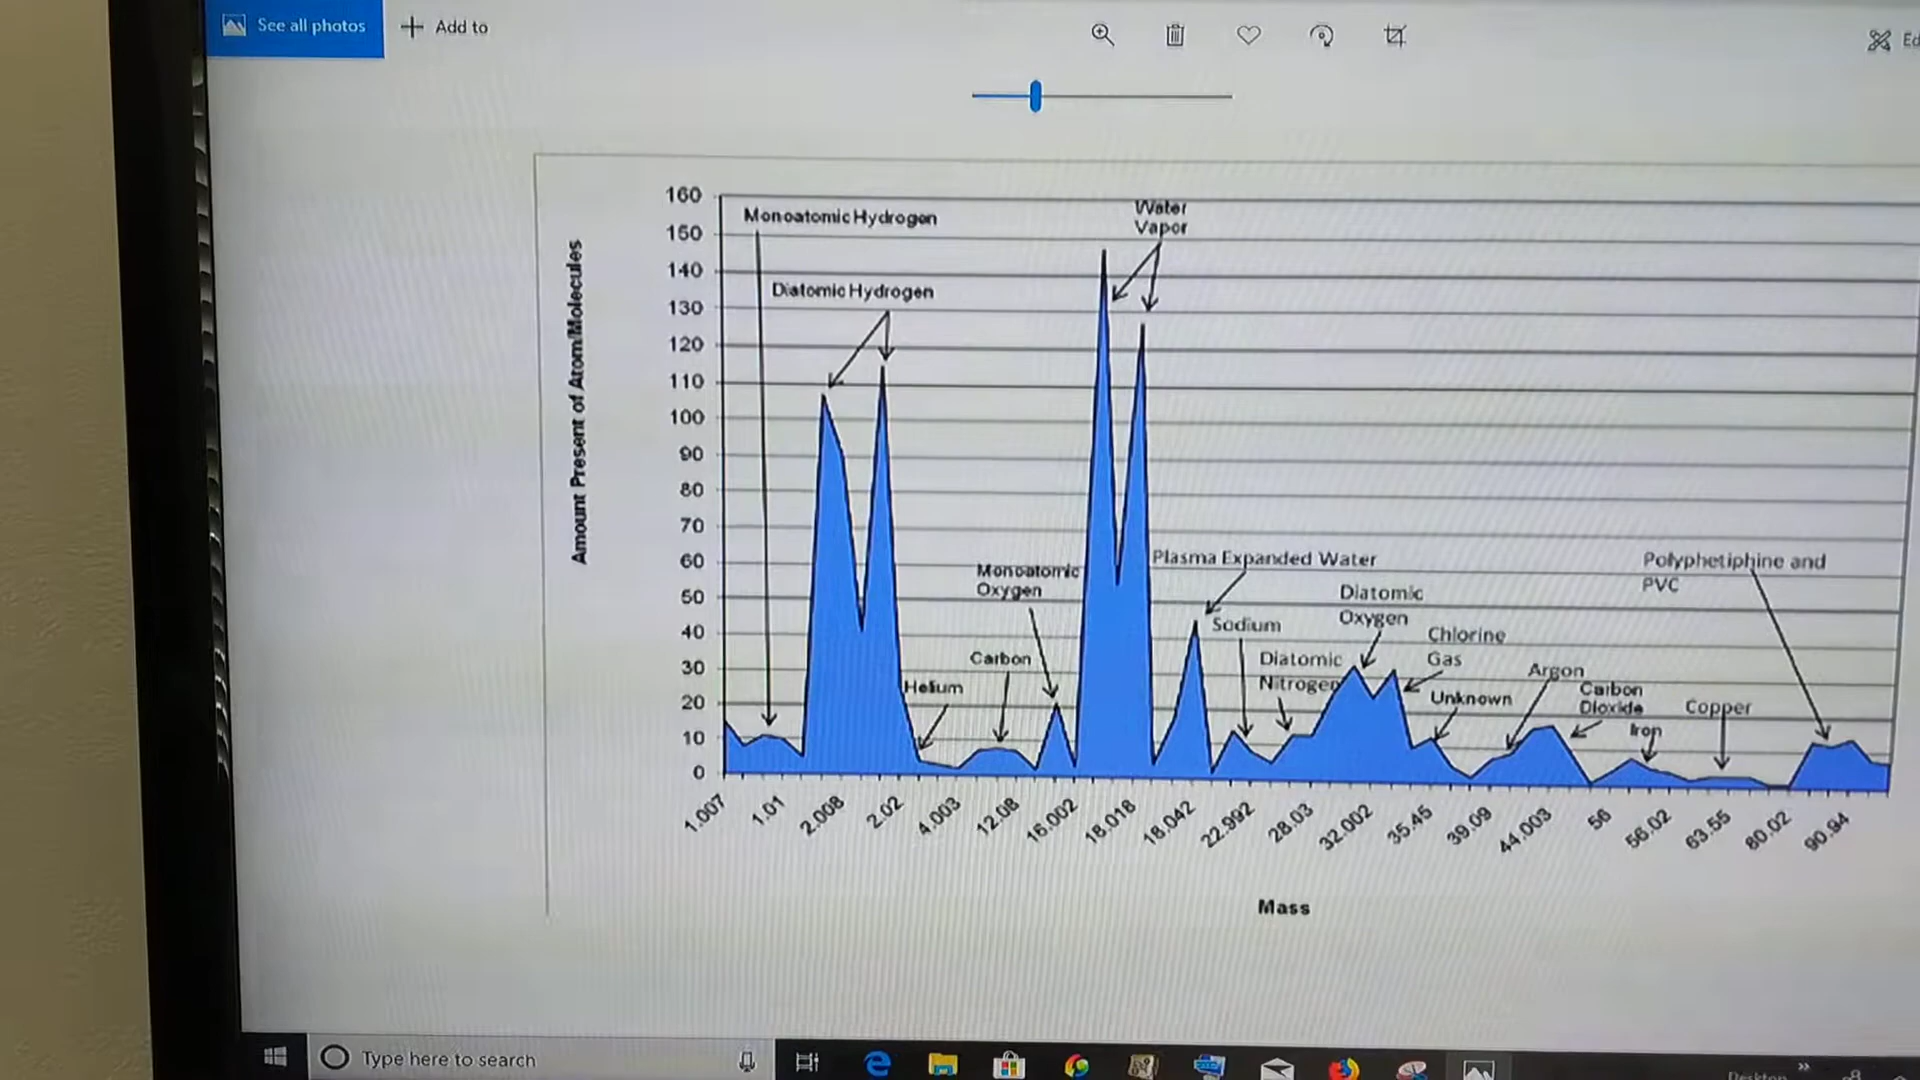 See all photos
Add to
160
150
140
130
120
110
100
90
80
70
60
50
40
30
20
10
0
Amount Present of Atom/Molecules
Monoatomic Hydrogen
Diatomic Hydrogen
Water
Vapor
Helium
Carbon
Monoatomic
Oxygen
Plasma Expanded Water
Sodium
Diatomic
Nitrogen
Diatomic
Oxygen
Chlorine
Gas
Unknown
Argon
Carbon
Dioxide
Iron
Copper
Polyphetiphine and
PVC
1.007
1.01
2.008
2.02
4.003
12.08
16.002
18.018
18.042
22.992
28.03
32.002
35.45
39.09
44.003
56
56.02
63.55
80.02
90.94
Mass
Type here to search
Desktop